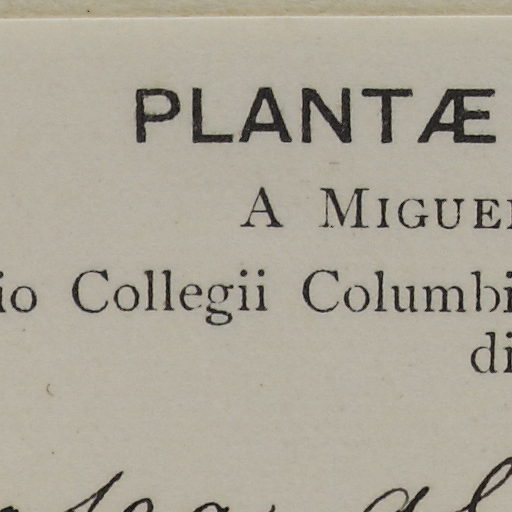 PLANTÆ
A MIGUE
io Collegii Columbi
di